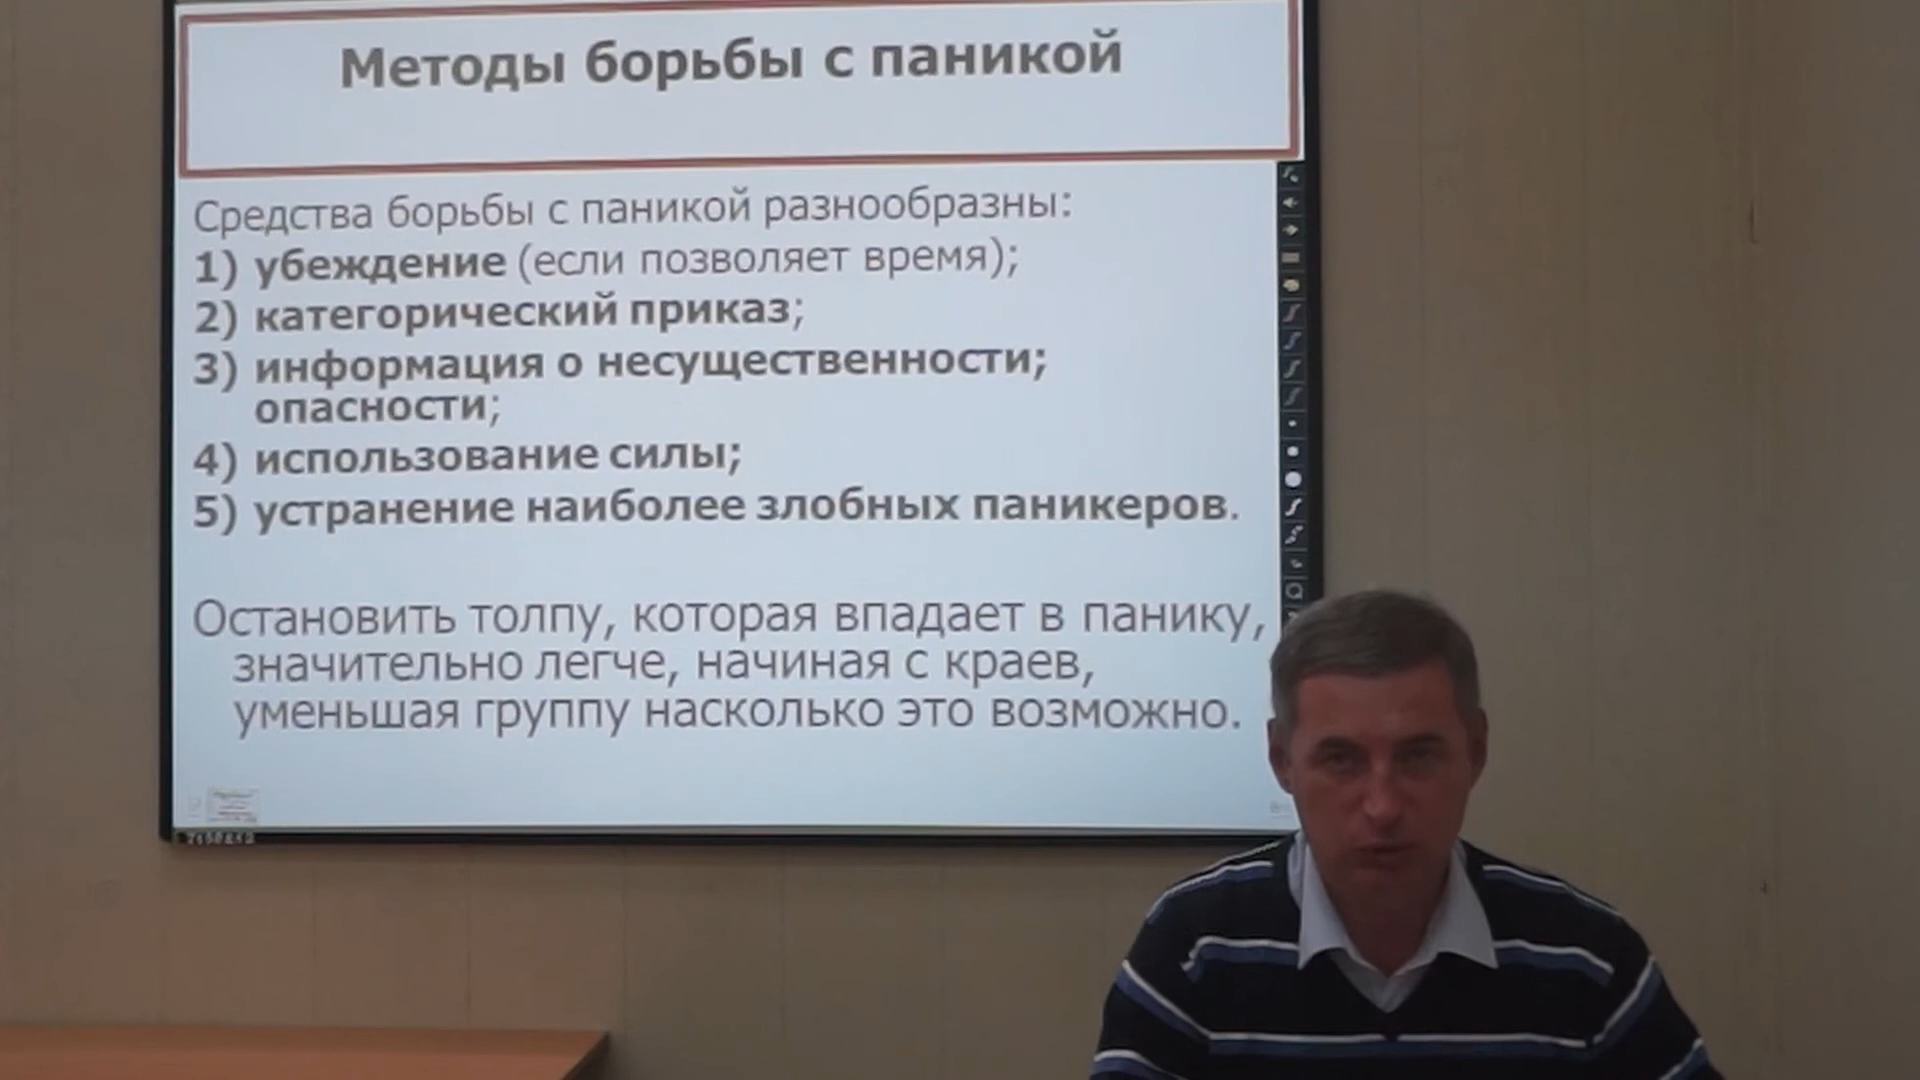 Методы борьбы с паникой
Средства борьбы с паникой разнообразны:
1) убеждение (если позволяет время);
2) категорический приказ;
3) информация о несущественности;
опасности;
4) использование силы;
5) устранение наиболее злобных паникеров.
Остановить толпу, которая впадает в панику,
значительно легче, начиная с краев,
уменьшая группу насколько это возможно.